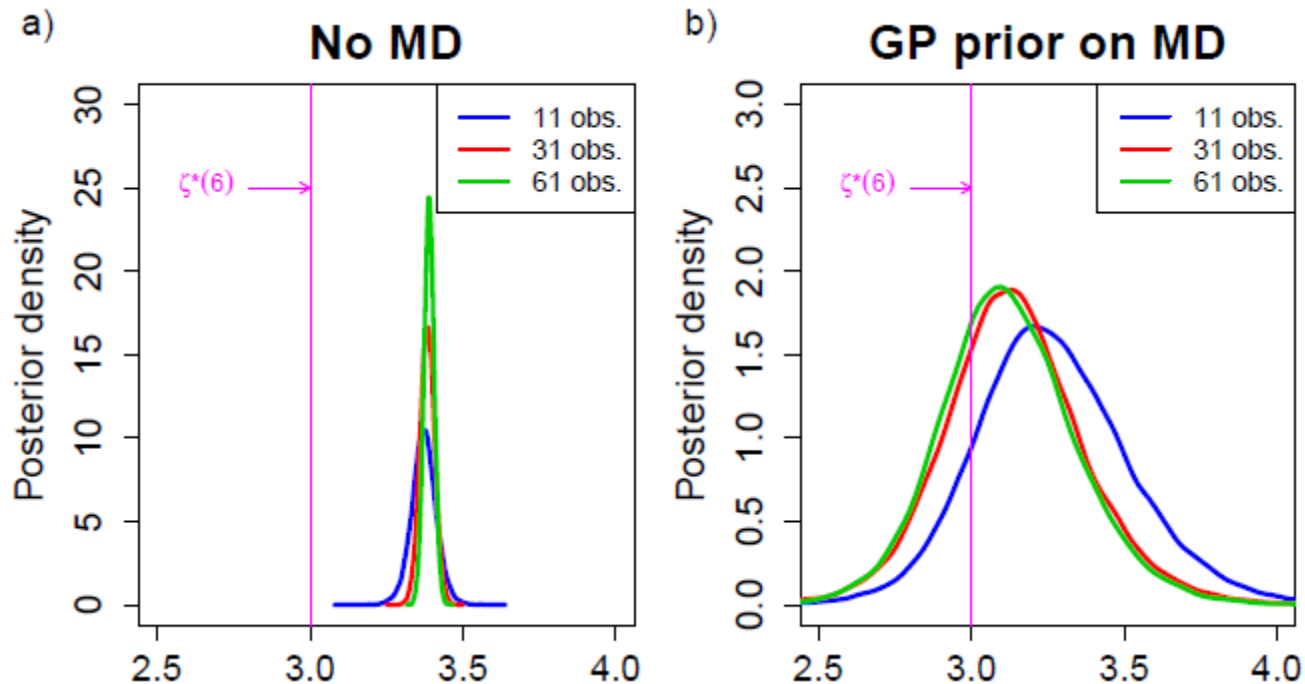 a)
No MD
Posterior density
30
25
20
15
10
5
0
ζ*(6)
11 obs.
31 obs.
61 obs.
2.5 3.0 3.5 4.0
b)
GP prior on MD
Posterior density
3.0
2.5
2.0
1.5
1.0
0.5
0.0
ζ*(6)
11 obs.
31 obs.
61 obs.
2.5 3.0 3.5 4.0